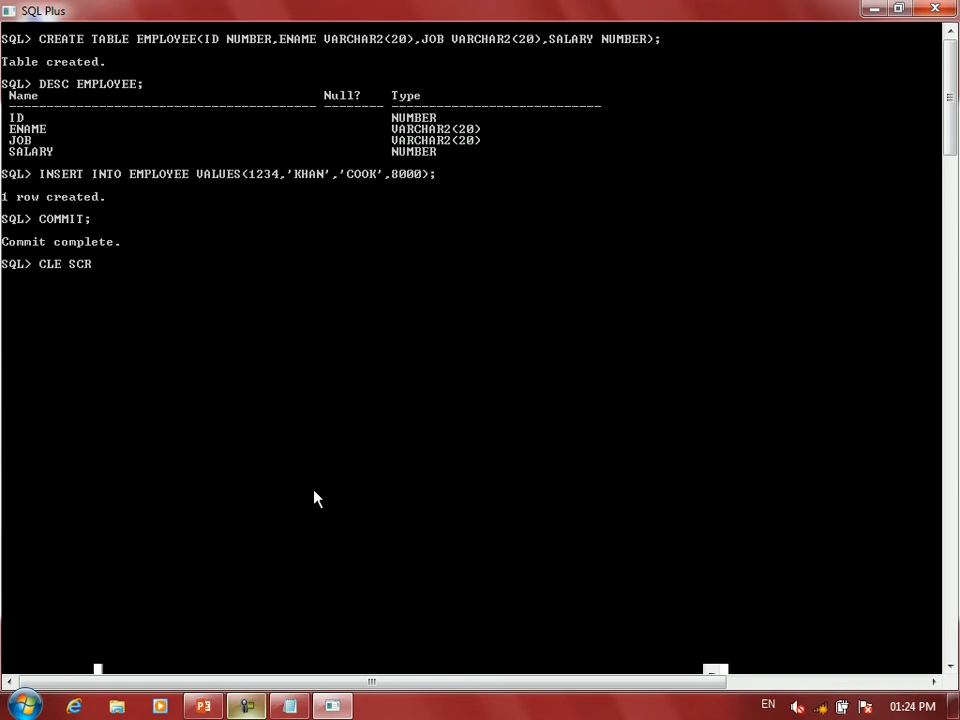 SQL Plus
SQL> CREATE TABLE EMPLOYEE(ID NUMBER,ENAME VARCHAR2(20),JOB VARCHAR2(20),SALARY NUMBER);
Table created.
SQL> DESC EMPLOYEE;
Name Null? Type
----------------------------------------- -------- ----------------------------
ID NUMBER
ENAME VARCHAR2(20)
JOB VARCHAR2(20)
SALARY NUMBER
SQL> INSERT INTO EMPLOYEE VALUES(1234,'KHAN','COOK',8000);
1 row created.
SQL> COMMIT;
Commit complete.
SQL> CLE SCR
EN 01:24 PM